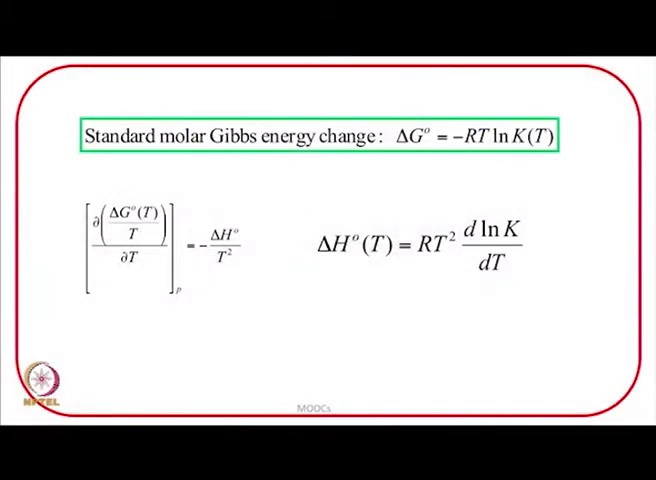 Standard molar Gibbs energy change: ΔG° = −RT ln K(T)
[∂(ΔG°(T)/T)/∂T]_p = −ΔH°/T²
ΔH°(T) = RT² d ln K/dT
NPTEL
MOOCs